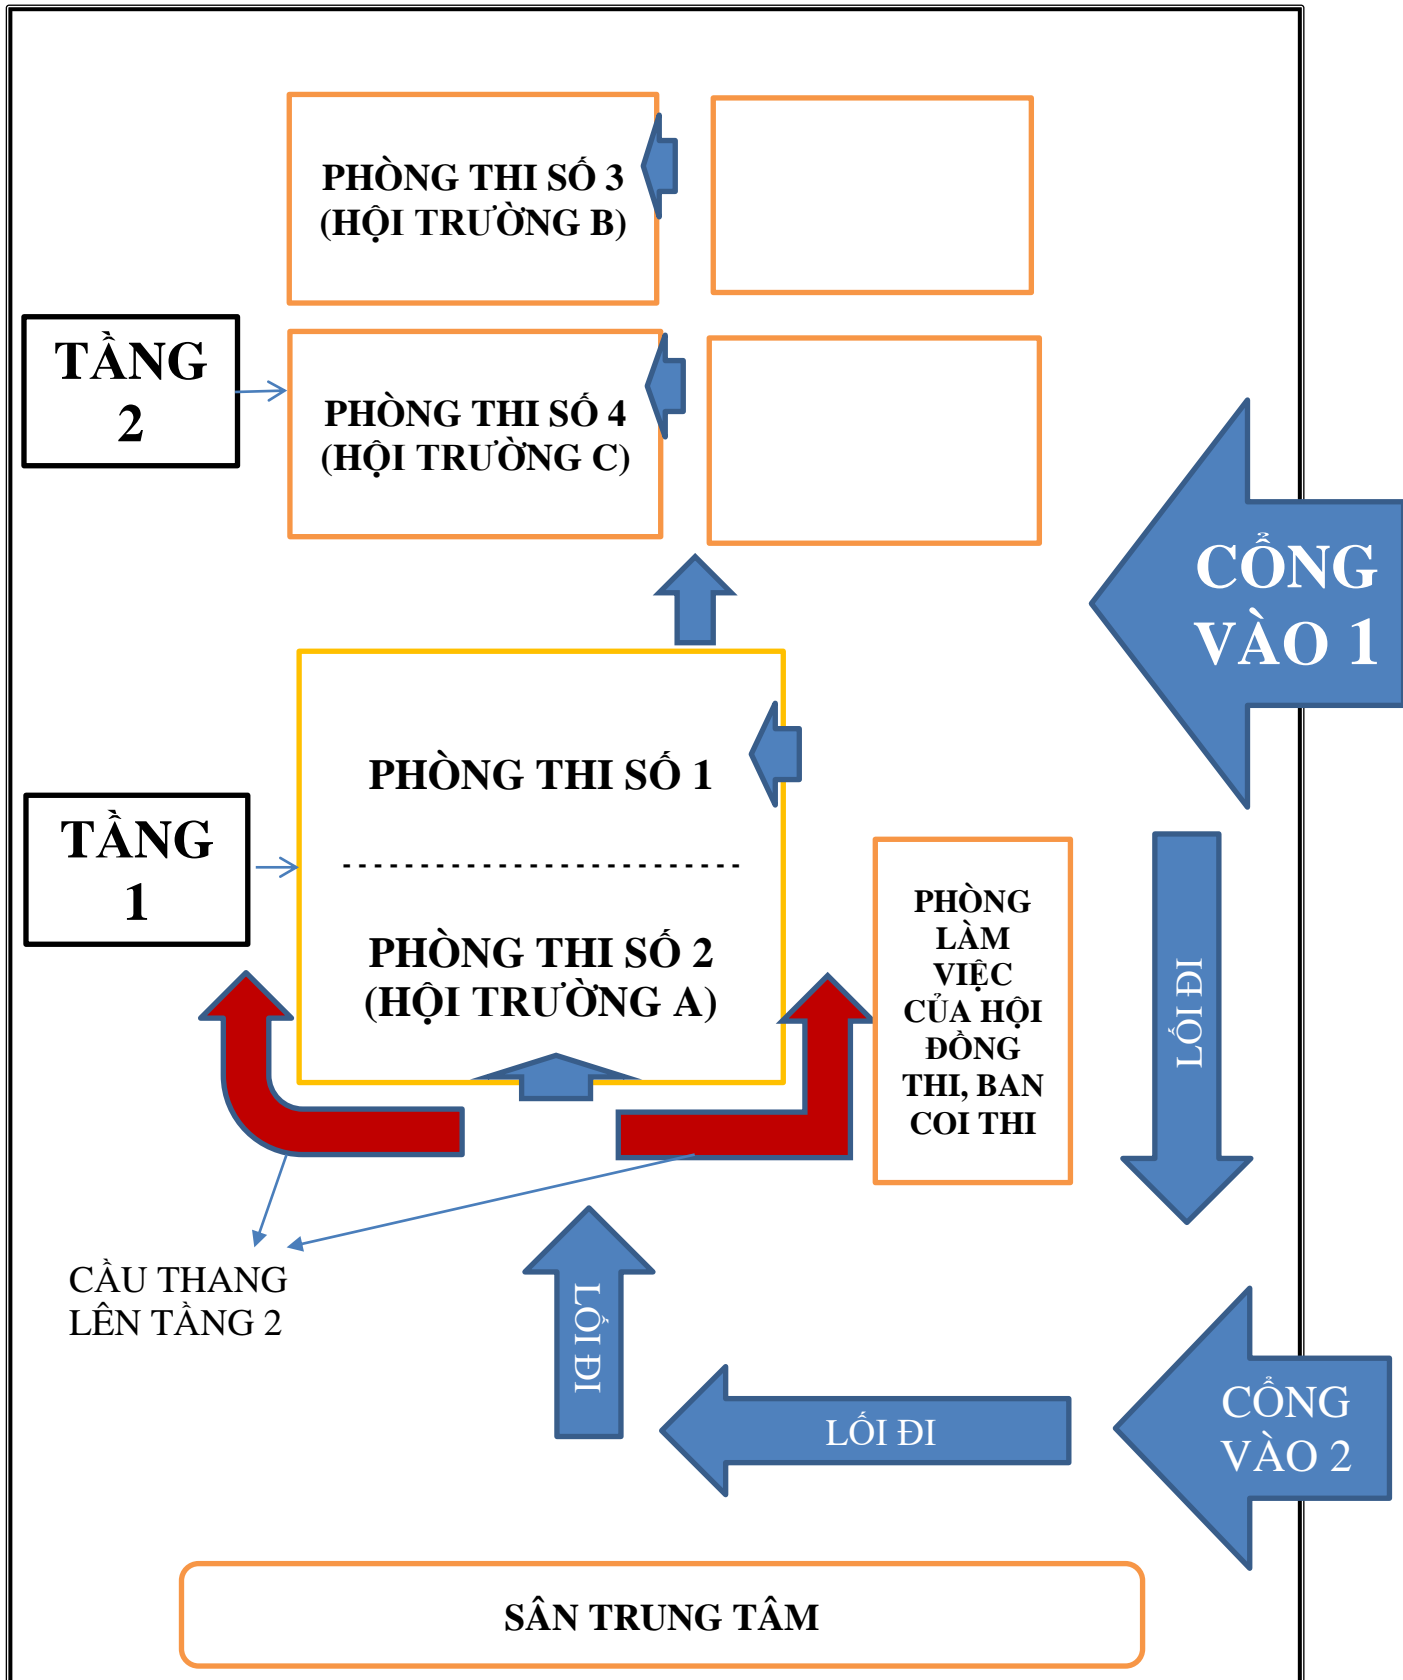 PHÒNG THI SỐ 3
(HỘI TRƯỜNG B)
TẦNG
2
PHÒNG THI SỐ 4
(HỘI TRƯỜNG C)
CỔNG
VÀO 1
PHÒNG THI SỐ 1
TẦNG
1
PHÒNG THI SỐ 2
(HỘI TRƯỜNG A)
PHÒNG
LÀM
VIỆC
CỦA HỘI
ĐỒNG
THI, BAN
COI THI
LỐI ĐI
CẦU THANG
LÊN TẦNG 2
LỐI ĐI
LỐI ĐI
CỔNG
VÀO 2
SÂN TRUNG TÂM